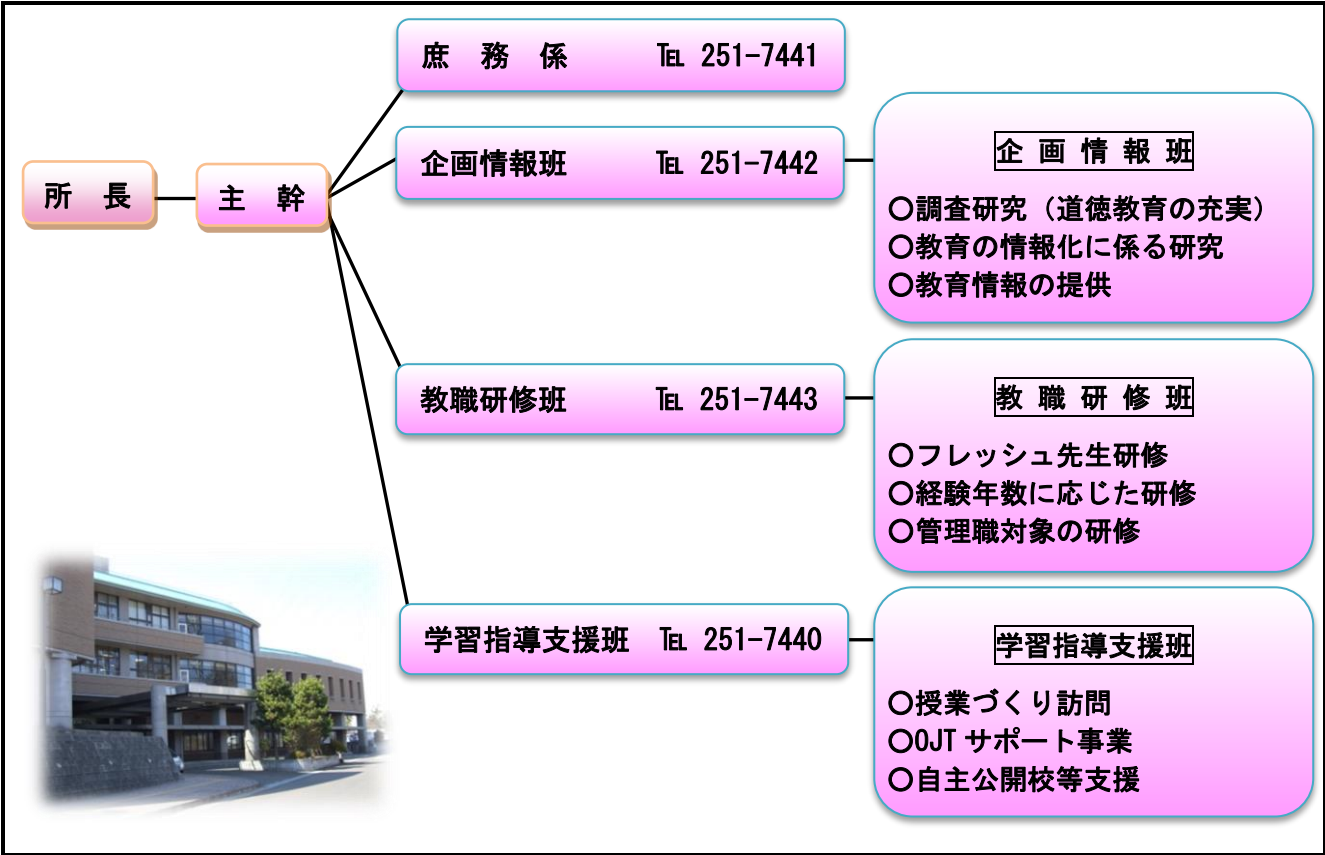 所 長
主 幹
庶 務 係 ℡ 251-7441
企画情報班 ℡ 251-7442
企 画 情 報 班
○調査研究（道徳教育の充実）
○教育の情報化に係る研究
○教育情報の提供
教職研修班 ℡ 251-7443
教 職 研 修 班
○フレッシュ先生研修
○経験年数に応じた研修
○管理職対象の研修
学習指導支援班 ℡ 251-7440
学習指導支援班
○授業づくり訪問
○OJT サポート事業
○自主公開校等支援